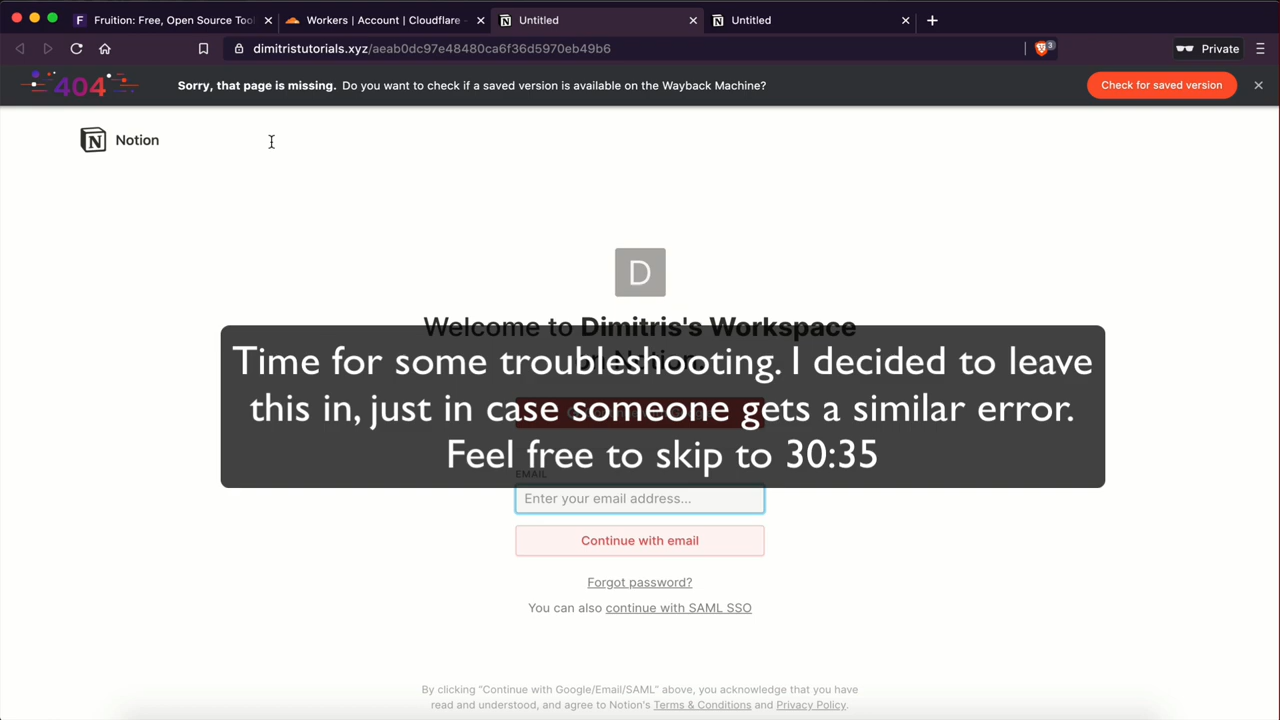 Fruition: Free, Open Source Tool
Workers | Account | Cloudflare
Untitled
Untitled
dimitristutorials.xyz/aeab0dc97e48480ca6f36d5970eb49b6
3
Private
404
Sorry, that page is missing. Do you want to check if a saved version is available on the Wayback Machine?
Check for saved version
Notion
D
Welcome to Dimitris's Workspace
on Notion.
Time for some troubleshooting. I decided to leave
this in, just in case someone gets a similar error.
Feel free to skip to 30:35
EMAIL
Enter your email address...
Continue with email
Forgot password?
You can also continue with SAML SSO
By clicking “Continue with Google/Email/SAML” above, you acknowledge that you have
read and understood, and agree to Notion's Terms & Conditions and Privacy Policy.